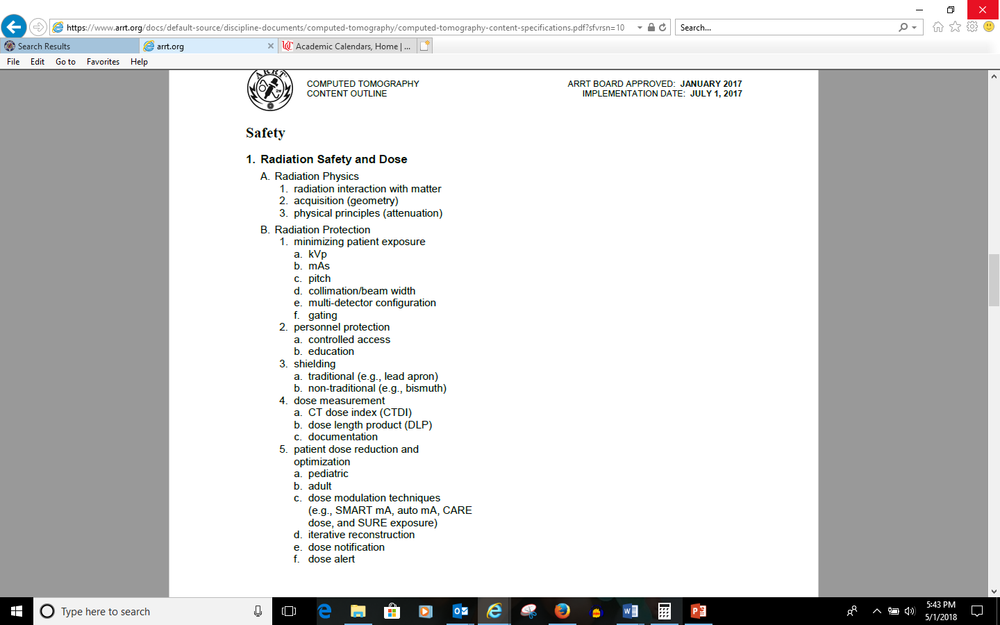 https://www.arrt.org/docs/default-source/discipline-documents/computed-tomography/computed-tomography-content-specifications.pdf?sfvrsn=10
Search...
Search Results
arrt.org
Academic Calendars, Home | ...
File Edit Go to Favorites Help
ARRT
COMPUTED TOMOGRAPHY
CONTENT OUTLINE
ARRT BOARD APPROVED: JANUARY 2017
IMPLEMENTATION DATE: JULY 1, 2017
Safety
1. Radiation Safety and Dose
A. Radiation Physics
1. radiation interaction with matter
2. acquisition (geometry)
3. physical principles (attenuation)
B. Radiation Protection
1. minimizing patient exposure
a. kVp
b. mAs
c. pitch
d. collimation/beam width
e. multi-detector configuration
f. gating
2. personnel protection
a. controlled access
b. education
3. shielding
a. traditional (e.g., lead apron)
b. non-traditional (e.g., bismuth)
4. dose measurement
a. CT dose index (CTDI)
b. dose length product (DLP)
c. documentation
5. patient dose reduction and
optimization
a. pediatric
b. adult
c. dose modulation techniques
(e.g., SMART mA, auto mA, CARE
dose, and SURE exposure)
d. iterative reconstruction
e. dose notification
f. dose alert
Type here to search
5:43 PM
5/1/2018